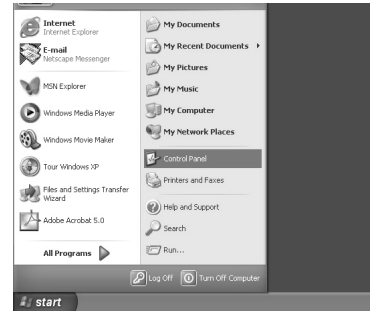 Internet
Internet Explorer
E-mail
Netscape Messenger
MSN Explorer
Windows Media Player
Windows Movie Maker
Tour Windows XP
Files and Settings Transfer
Wizard
Adobe Acrobat 5.0
All Programs
My Documents
My Recent Documents
My Pictures
My Music
My Computer
My Network Places
Control Panel
Printers and Faxes
Help and Support
Search
Run...
Log Off
Turn Off Computer
start